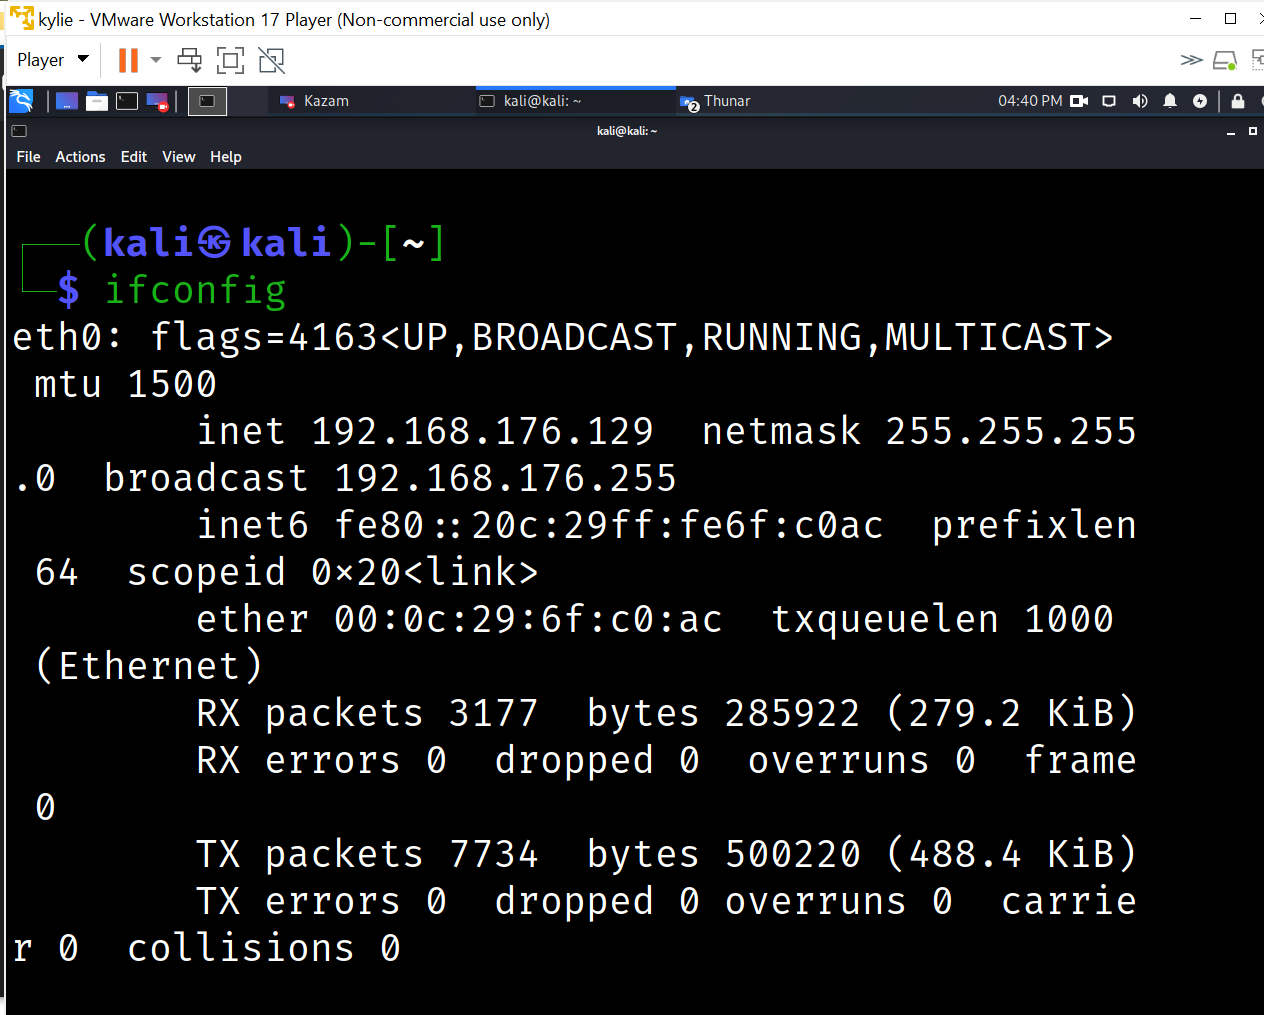 kylie - VMware Workstation 17 Player (Non-commercial use only)
Player
Kazam
kali@kali: ~
2
Thunar
04:40 PM
kali@kali: ~
File Actions Edit View Help
(kali㉿kali)-[~]
$ ifconfig
eth0: flags=4163<UP,BROADCAST,RUNNING,MULTICAST>
mtu 1500
inet 192.168.176.129 netmask 255.255.255
.0 broadcast 192.168.176.255
inet6 fe80::20c:29ff:fe6f:c0ac prefixlen
64 scopeid 0×20<link>
ether 00:0c:29:6f:c0:ac txqueuelen 1000
(Ethernet)
RX packets 3177 bytes 285922 (279.2 KiB)
RX errors 0 dropped 0 overruns 0 frame
0
TX packets 7734 bytes 500220 (488.4 KiB)
TX errors 0 dropped 0 overruns 0 carrie
r 0 collisions 0